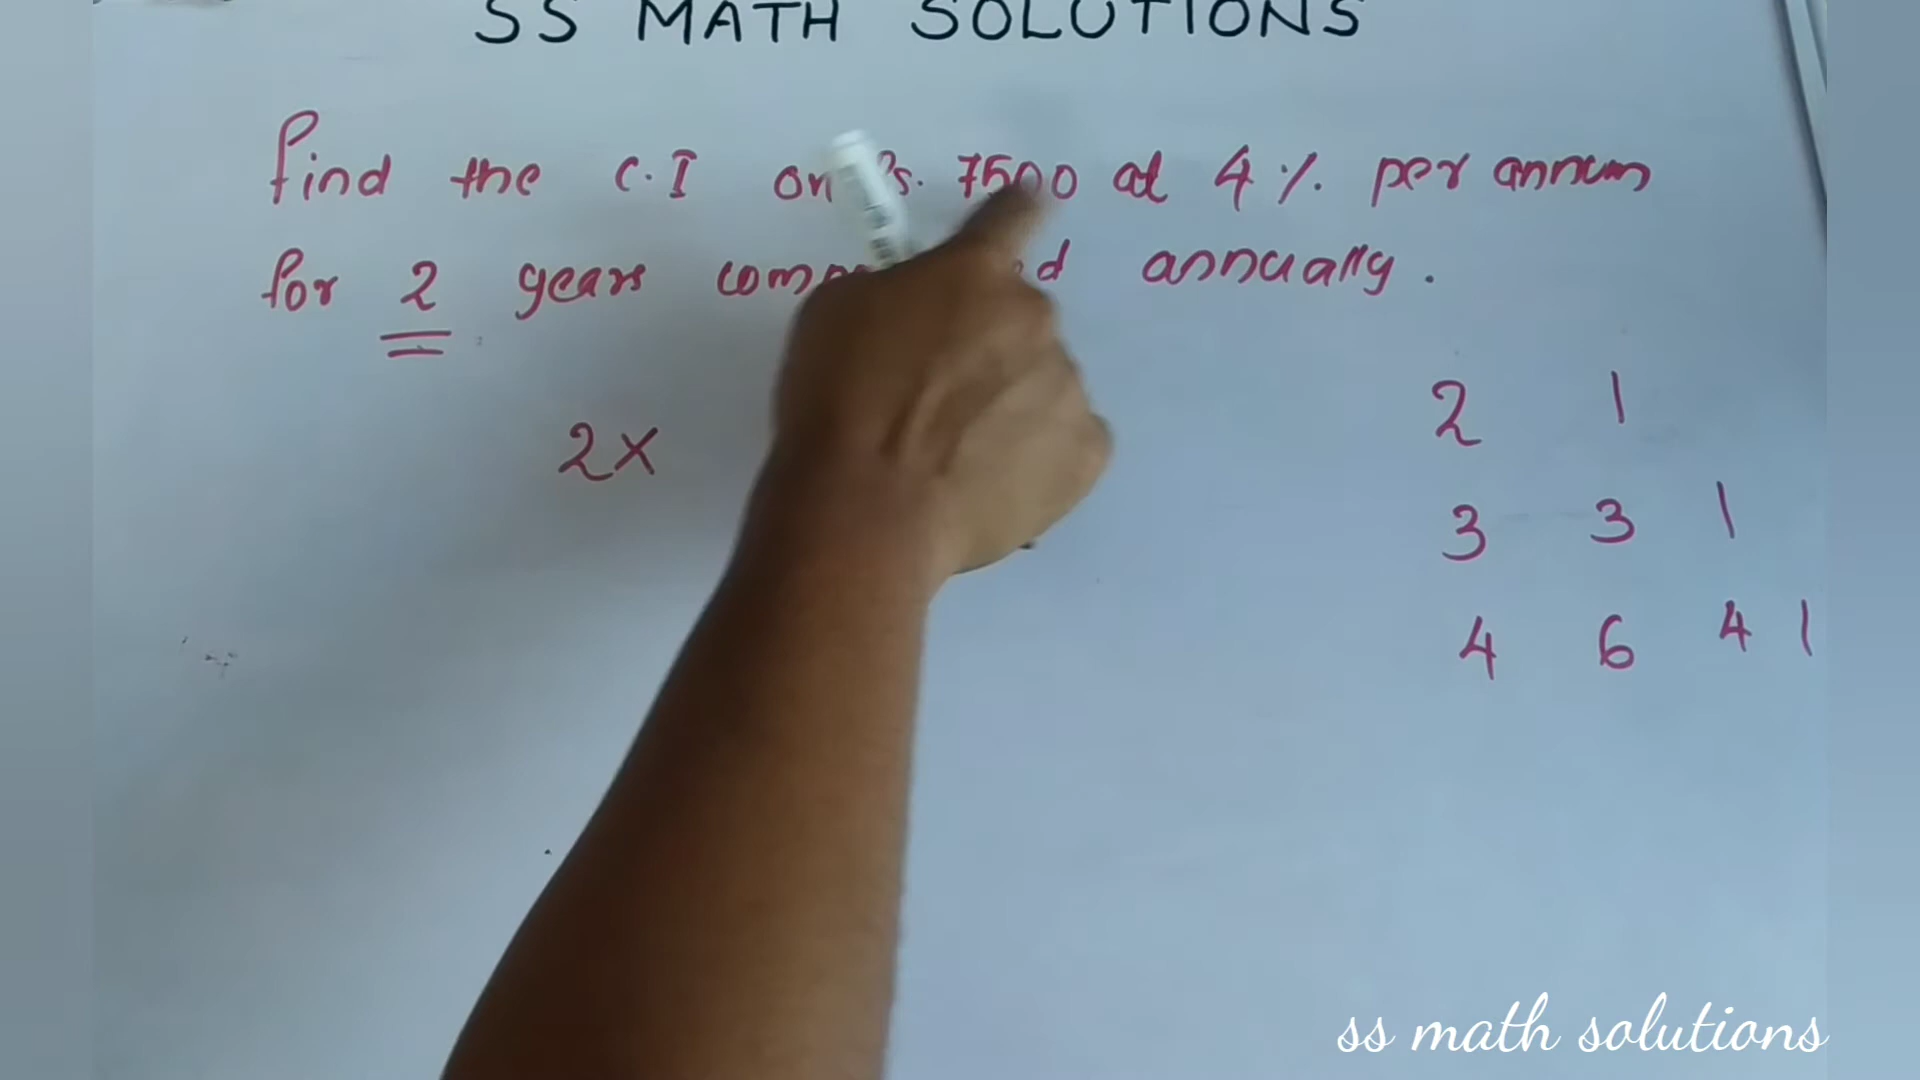 SS MATH SOLUTIONS
Find the C.I on Rs. 7500 at 4% per annum
for 2 years annually.
2x
2 1
3 3 1
4 6 4 1
ss math solutions